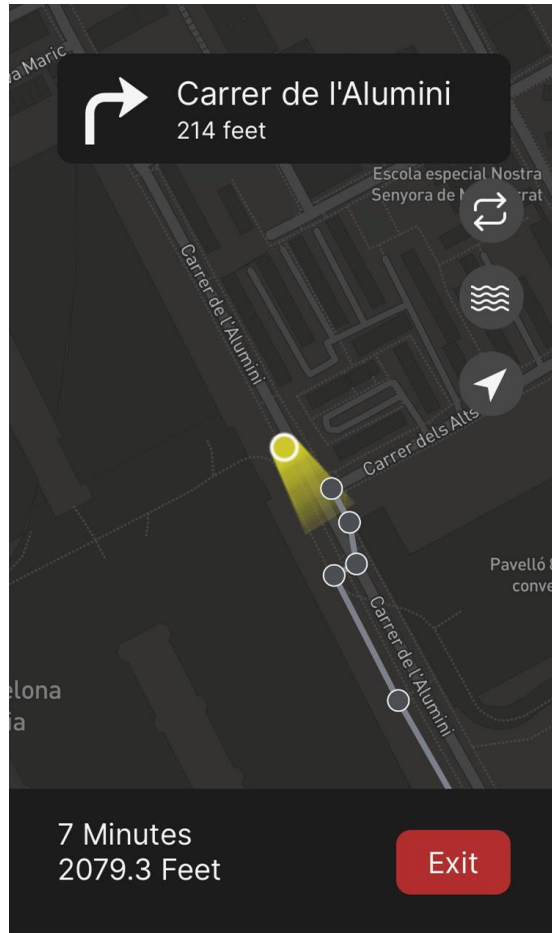 va Maric
Carrer de l'Alumini
214 feet
Escola especial Nostra
Senyora de M rrat
Carrer de l'Alumini
Carrer dels Alts
Pavelló
conve
Carrer de l'Alumini
elona
ia
7 Minutes
2079.3 Feet
Exit